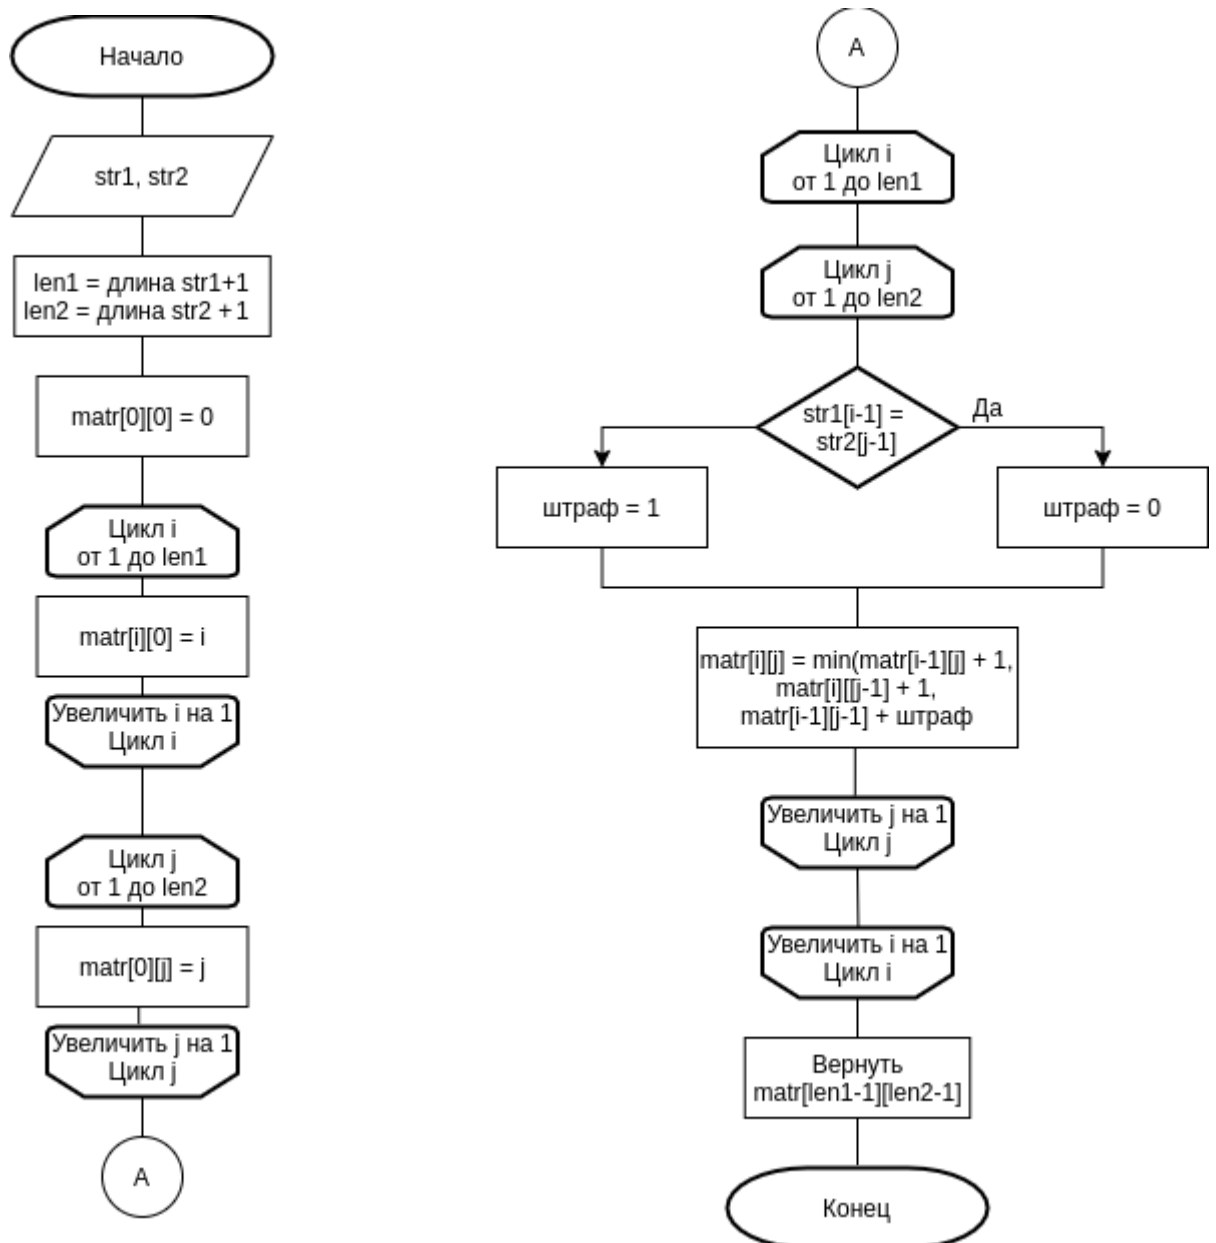 Начало
str1, str2
len1 = длина str1+1
len2 = длина str2 +1
matr[0][0] = 0
Цикл i
от 1 до len1
matr[i][0] = i
Увеличить i на 1
Цикл i
Цикл j
от 1 до len2
matr[0][j] = j
Увеличить j на 1
Цикл j
A
A
Цикл i
от 1 до len1
Цикл j
от 1 до len2
str1[i-1] =
str2[j-1]
Да
штраф = 1
штраф = 0
matr[i][j] = min(matr[i-1][j] + 1,
matr[i][[j-1] + 1,
matr[i-1][j-1] + штраф
Увеличить j на 1
Цикл j
Увеличить i на 1
Цикл i
Вернуть
matr[len1-1][len2-1]
Конец